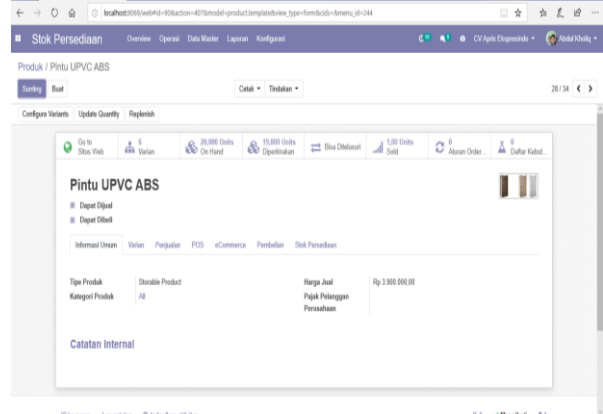 localhost:8069/web#id=90&action=407&model=product.template&view_type=form&cids=&menu_id=244
Stok Persediaan Overview Operasi Data Master Laporan Konfigurasi CV Apris Ekspresindo Abdul Kholiq
Produk / Pintu UPVC ABS
Sunting Buat Cetak Tindakan 28 / 34
Configure Variants Update Quantity Replenish
Go to 6 20,000 Units 19,000 Units Bisa Ditelusuri 1,00 Units 0 6
Situs Web Varian On Hand Diperkirakan Sold Aturan Order... Daftar Kebut...
Pintu UPVC ABS
Dapat Dijual
Dapat Dibeli
Informasi Umum Varian Penjualan POS eCommerce Pembelian Stok Persediaan
Tipe Produk Storable Product Harga Jual Rp 3.900.000,00
Kategori Produk All Pajak Pelanggan
Perusahaan
Catatan Internal